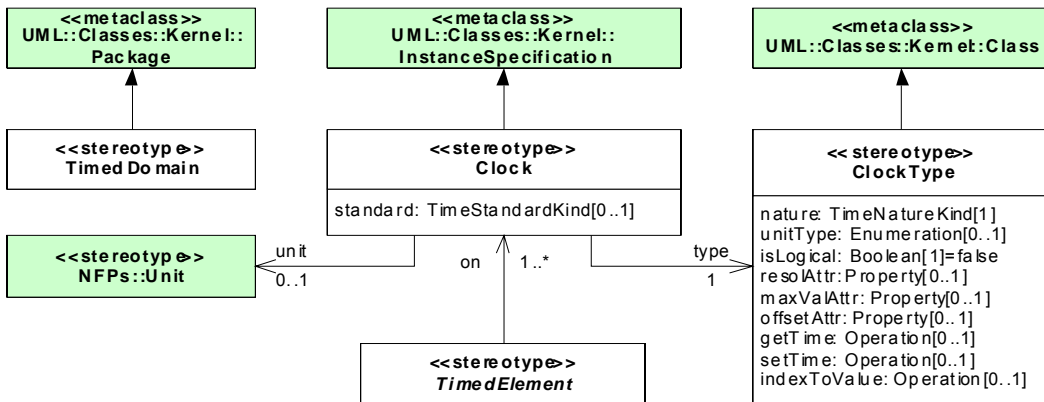 <<metaclass>>
UML::Classes::Kernel::
Package
<<metaclass>>
UML::Classes::Kernel::
InstanceSpecification
<<metaclass>>
UML::Classes::Kernel::Class
<<stereotype>>
TimedDomain
<<stereotype>>
Clock
standard: TimeStandardKind[0..1]
<<stereotype>>
ClockType
nature: TimeNatureKind[1]
unitType: Enumeration[0..1]
isLogical: Boolean[1]=false
resolAttr:Property[0..1]
maxValAttr: Property[0..1]
offsetAttr: Property[0..1]
getTime: Operation[0..1]
setTime: Operation[0..1]
indexToValue: Operation[0..1]
<<stereotype>>
NFPs::Unit
unit
0..1
on
1..*
type
1
<<stereotype>>
TimedElement